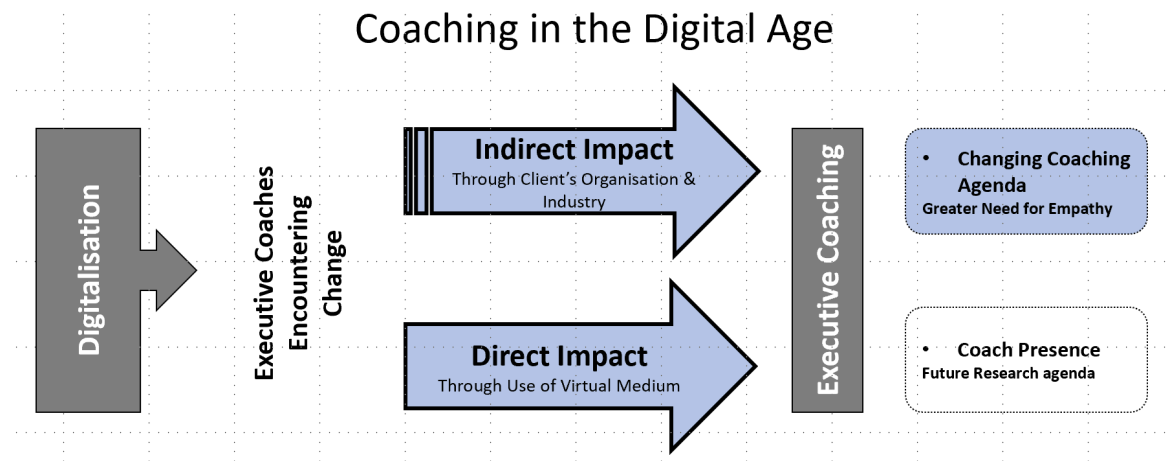 Coaching in the Digital Age
Digitalisation
Executive Coaches
Encountering
Change
Indirect Impact
Through Client's Organisation &
Industry
Direct Impact
Through Use of Virtual Medium
Executive Coaching
• Changing Coaching
Agenda
Greater Need for Empathy
• Coach Presence
Future Research agenda